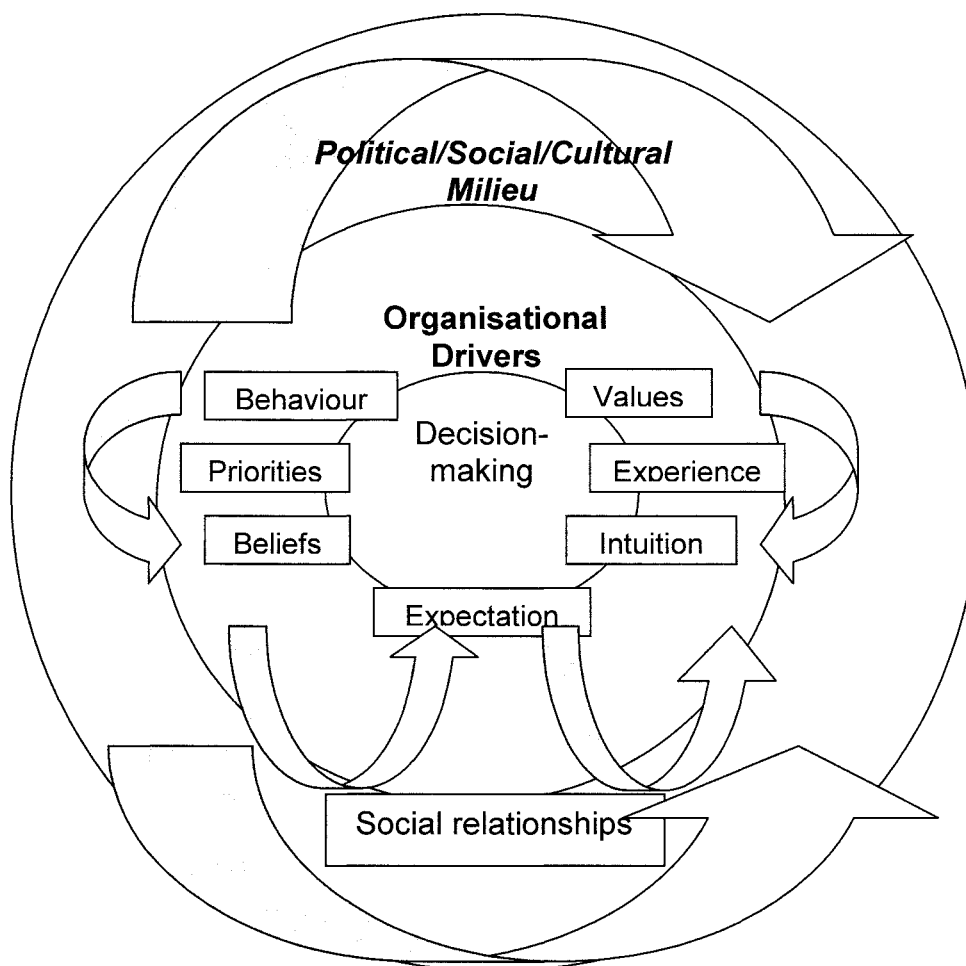 Political/Social/Cultural
Milieu
Organisational
Drivers
Behaviour
Values
Decision-
making
Priorities
Experience
Beliefs
Intuition
Expectation
Social relationships